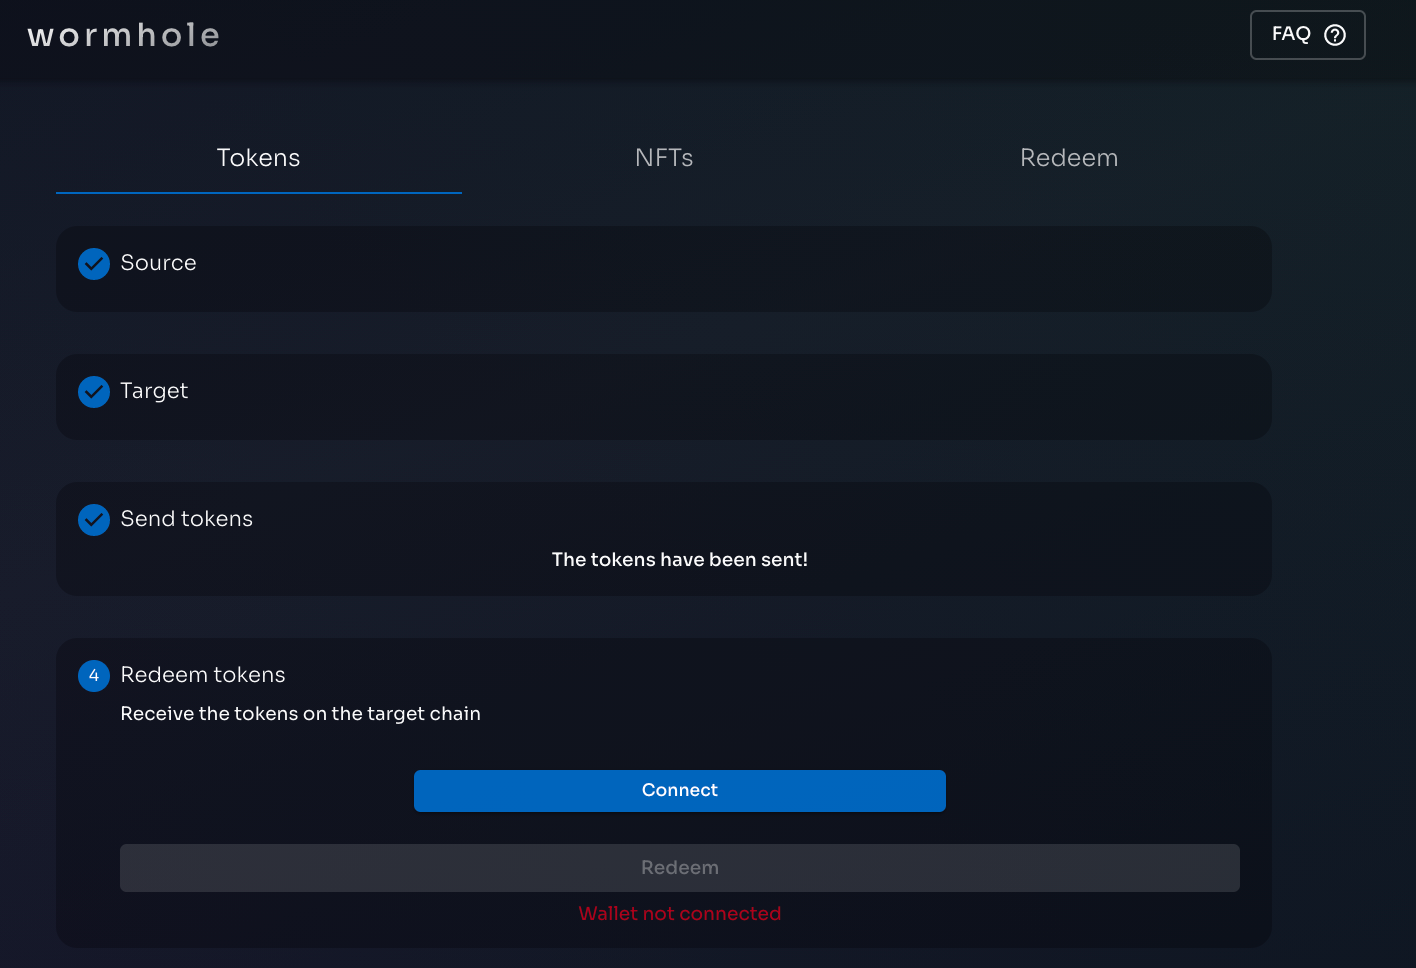 wormhole
FAQ
Tokens
NFTs
Redeem
Source
Target
Send tokens
The tokens have been sent!
4
Redeem tokens
Receive the tokens on the target chain
Connect
Redeem
Wallet not connected